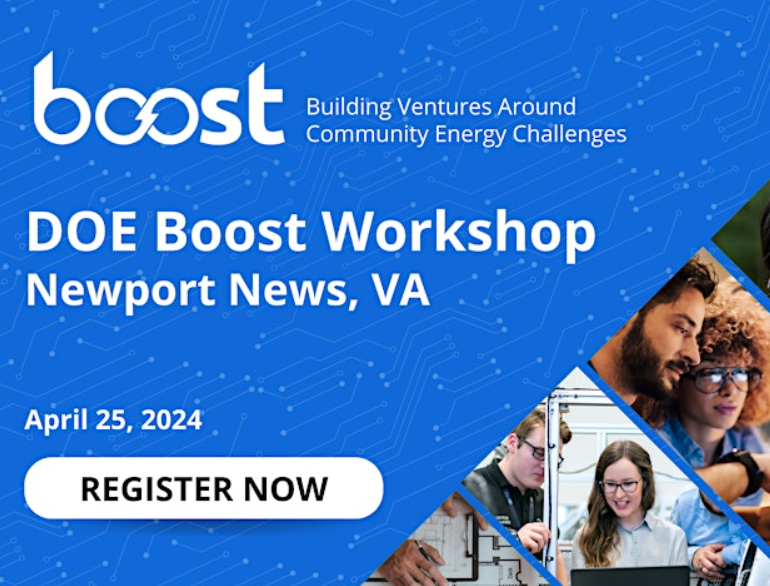 boost
Building Ventures Around
Community Energy Challenges
DOE Boost Workshop
Newport News, VA
April 25, 2024
REGISTER NOW